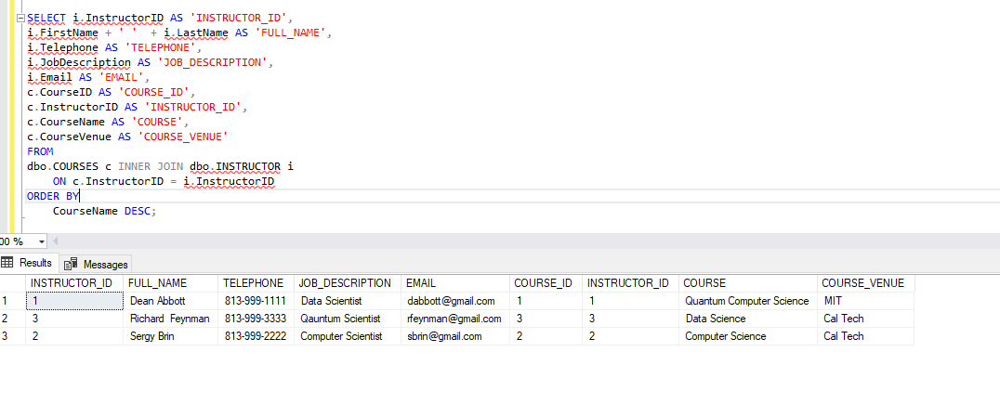 SELECT i.InstructorID AS 'INSTRUCTOR_ID',
i.FirstName + ' '  + i.LastName AS 'FULL_NAME',
i.Telephone AS 'TELEPHONE',
i.JobDescription AS 'JOB_DESCRIPTION',
i.Email AS 'EMAIL',
c.CourseID AS 'COURSE_ID',
c.InstructorID AS 'INSTRUCTOR_ID',
c.CourseName AS 'COURSE',
c.CourseVenue AS 'COURSE_VENUE'
FROM
dbo.COURSES c INNER JOIN dbo.INSTRUCTOR i
    ON c.InstructorID = i.InstructorID
ORDER BY
    CourseName DESC;
00 %
Results Messages
INSTRUCTOR_ID FULL_NAME TELEPHONE JOB_DESCRIPTION EMAIL COURSE_ID INSTRUCTOR_ID COURSE COURSE_VENUE
1 1 Dean Abbott 813-999-1111 Data Scientist dabbott@gmail.com 1 1 Quantum Computer Science MIT
2 3 Richard  Feynman 813-999-3333 Qauntum Scientist rfeynman@gmail.com 3 3 Data Science Cal Tech
3 2 Sergy Brin 813-999-2222 Computer Scientist sbrin@gmail.com 2 2 Computer Science Cal Tech